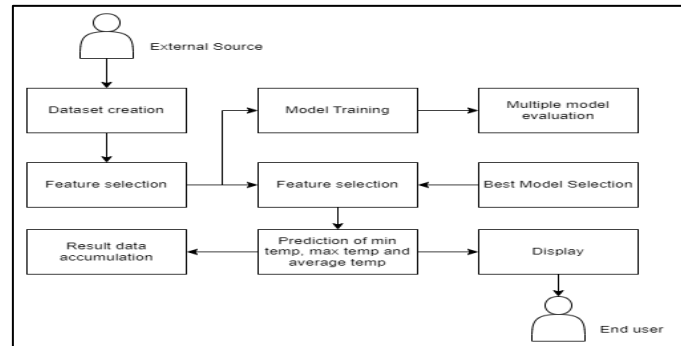 External Source
Dataset creation
Model Training
Multiple model
evaluation
Feature selection
Feature selection
Best Model Selection
Result data
accumulation
Prediction of min
temp, max temp and
average temp
Display
End user